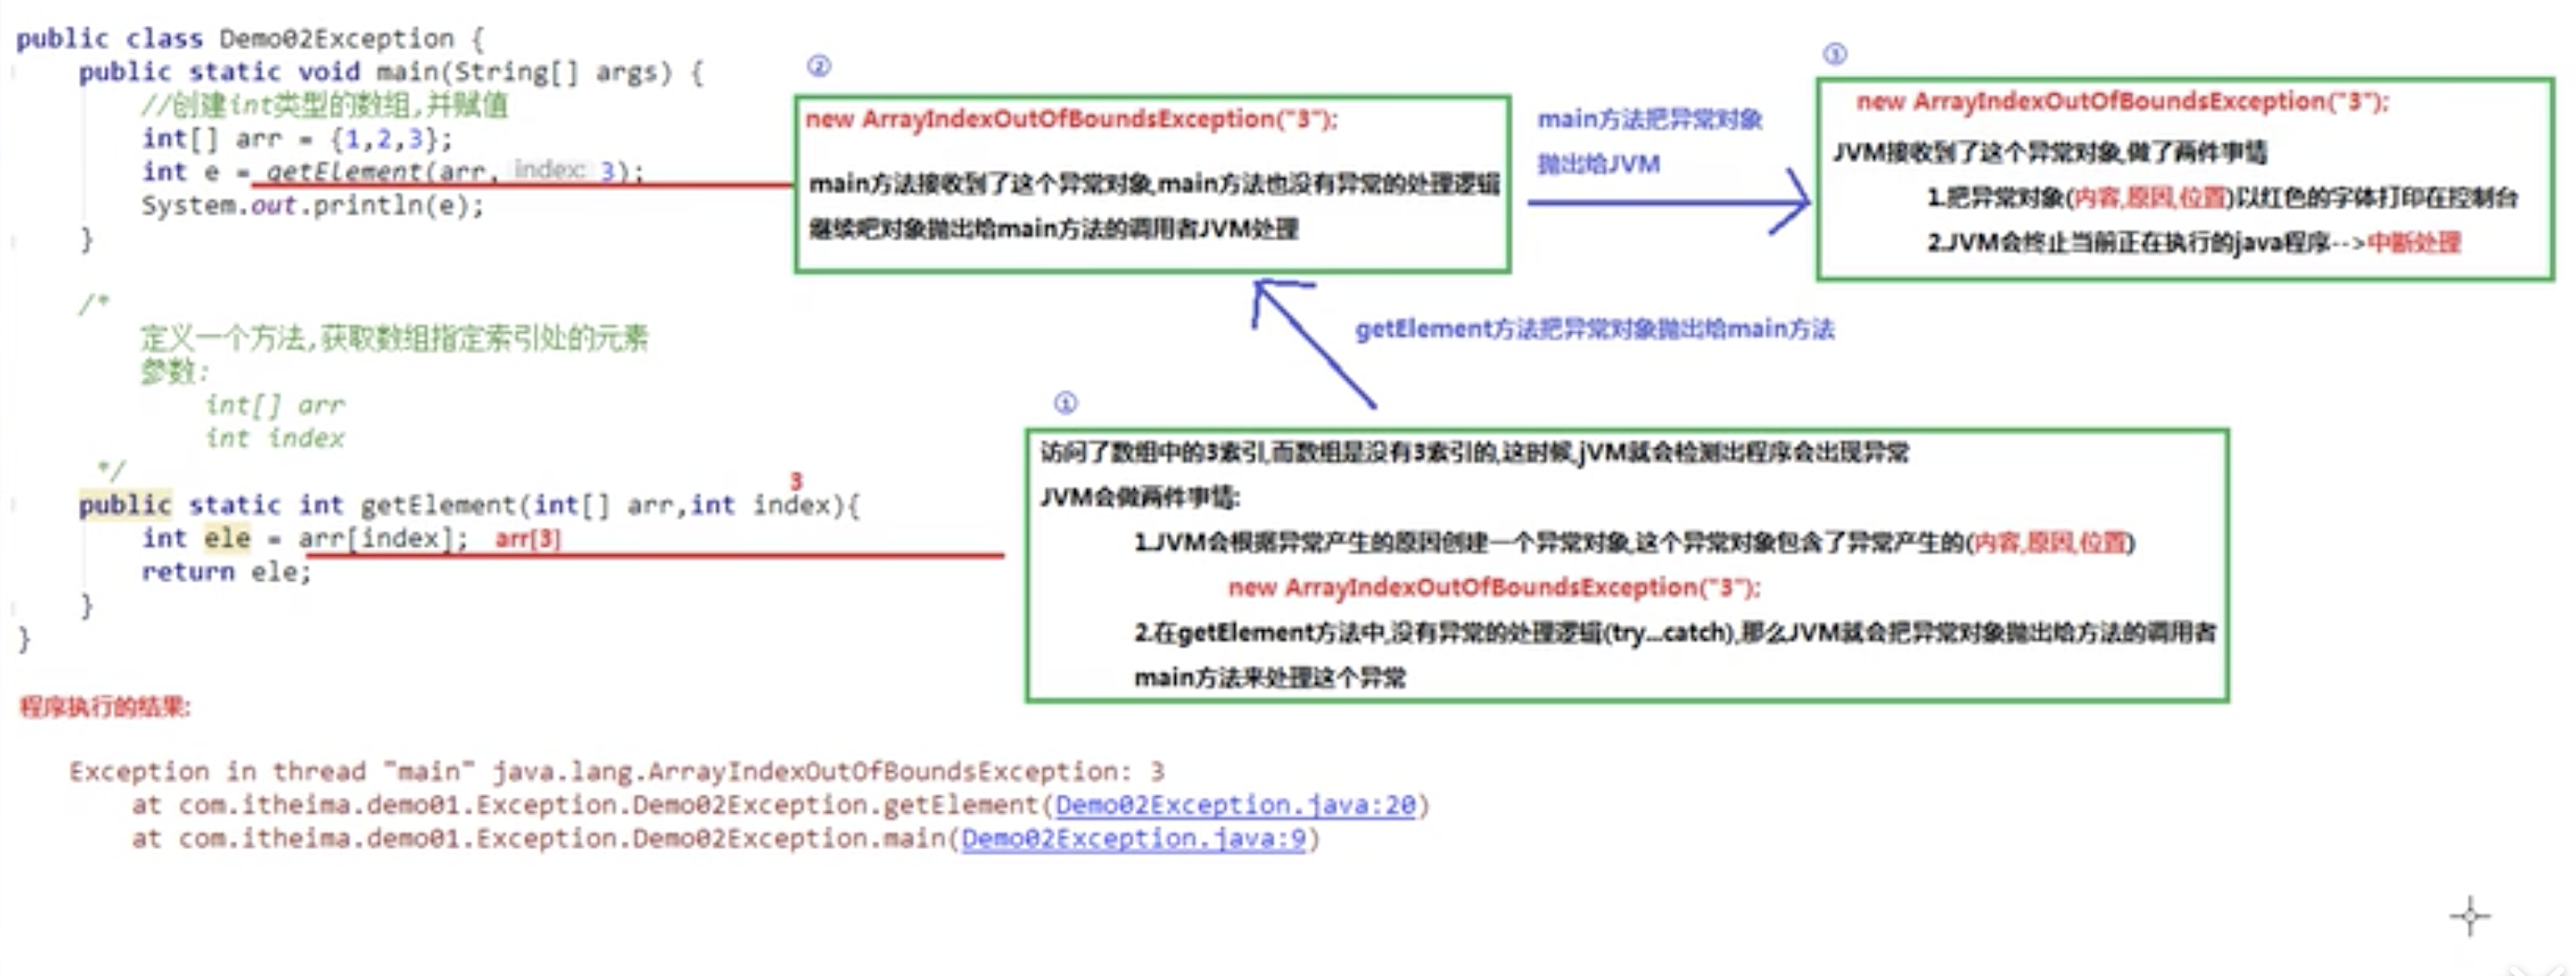 public class Demo02Exception {
public static void main(String[] args) {
//创建int类型的数组,并赋值
int[] arr = {1,2,3};
int e = getElement(arr, index: 3);
System.out.println(e);
}
/*
定义一个方法,获取数组指定索引处的元素
参数:
int[] arr
int index
*/
3
public static int getElement(int[] arr,int index){
int ele = arr[index]; arr[3]
return ele;
}
}
②
new ArrayIndexOutOfBoundsException("3");
main方法接收到了这个异常对象,main方法也没有异常的处理逻辑
继续吧对象抛出给main方法的调用者JVM处理
main方法把异常对象
抛出给JVM
③
new ArrayIndexOutOfBoundsException("3");
JVM接收到了这个异常对象,做了两件事情
1.把异常对象(内容,原因,位置)以红色的字体打印在控制台
2.JVM会终止当前正在执行的java程序-->中断处理
getElement方法把异常对象抛出给main方法
①
访问了数组中的3索引,而数组是没有3索引的,这时候,jVM就会检测出程序会出现异常
JVM会做两件事情:
1.JVM会根据异常产生的原因创建一个异常对象,这个异常对象包含了异常产生的(内容,原因,位置)
new ArrayIndexOutOfBoundsException("3");
2.在getElement方法中,没有异常的处理逻辑(try...catch),那么JVM就会把异常对象抛出给方法的调用者
main方法来处理这个异常
程序执行的结果:
Exception in thread "main" java.lang.ArrayIndexOutOfBoundsException: 3
at com.itheima.demo01.Exception.Demo02Exception.getElement(Demo02Exception.java:20)
at com.itheima.demo01.Exception.Demo02Exception.main(Demo02Exception.java:9)